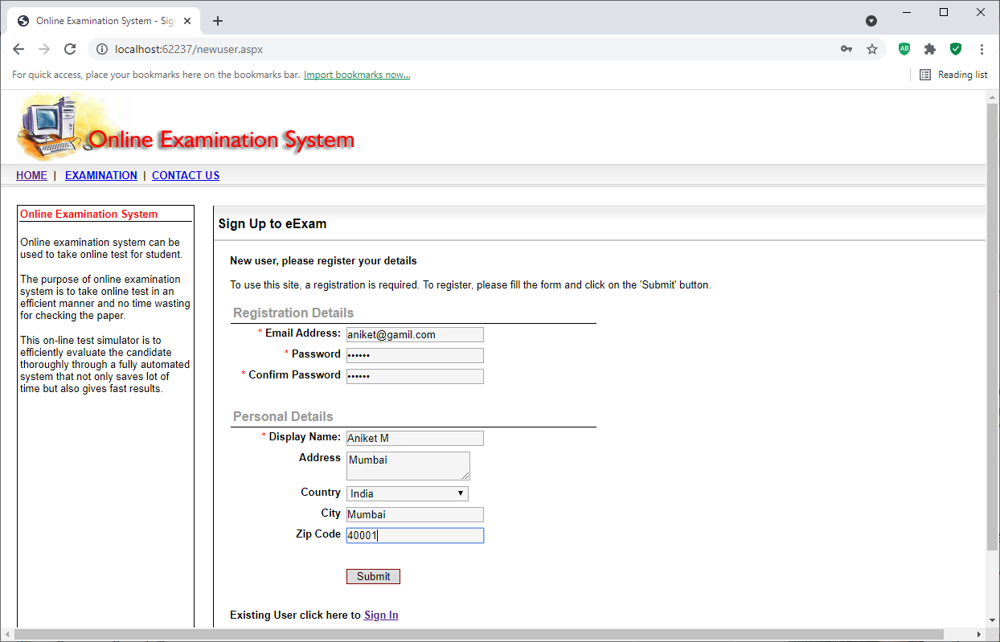 Online Examination System - Sig
localhost:62237/newuser.aspx
AB
For quick access, place your bookmarks here on the bookmarks bar. Import bookmarks now...
Reading list
Online Examination System
HOME | EXAMINATION | CONTACT US
Online Examination System
Online examination system can be
used to take online test for student.
The purpose of online examination
system is to take online test in an
efficient manner and no time wasting
for checking the paper.
This on-line test simulator is to
efficiently evaluate the candidate
thoroughly through a fully automated
system that not only saves lot of
time but also gives fast results.
Sign Up to eExam
New user, please register your details
To use this site, a registration is required. To register, please fill the form and click on the 'Submit' button.
Registration Details
* Email Address: aniket@gamil.com
* Password ••••••
* Confirm Password ••••••
Personal Details
* Display Name: Aniket M
Address Mumbai
Country India
City Mumbai
Zip Code 40001
Submit
Existing User click here to Sign In